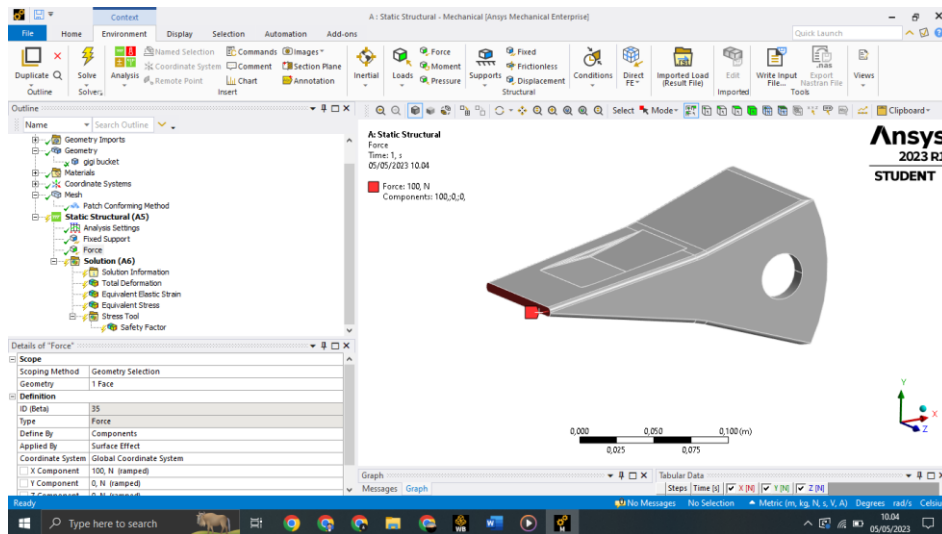 Context
A : Static Structural - Mechanical [Ansys Mechanical Enterprise]
File Home Environment Display Selection Automation Add-ons
Quick Launch
Duplicate
Outline
Solve
Solvers
Analysis
Named Selection
Coordinate System
Remote Point
Commands
Comment
Chart
Images
Section Plane
Annotation
Insert
Inertial
Loads
Force
Moment
Pressure
Supports
Fixed
Frictionless
Displacement
Structural
Conditions
Direct
FE
Imported Load
(Result File)
Edit
Imported
Write Input
File...
.nas
Export
Nastran File
Tools
Views
Outline
Name Search Outline
Geometry Imports
Geometry
gigi bucket
Materials
Coordinate Systems
Mesh
Patch Conforming Method
Static Structural (A5)
Analysis Settings
Fixed Support
Force
Solution (A6)
Solution Information
Total Deformation
Equivalent Elastic Strain
Equivalent Stress
Stress Tool
Safety Factor
Select Mode Clipboard
A: Static Structural
Force
Time: 1, s
05/05/2023 10.04
Force: 100, N
Components: 100,;0,;0,
Ansys
2023 R1
STUDENT
Y
X
Z
0,000 0,050 0,100 (m)
0,025 0,075
Details of "Force"
Scope
Scoping Method Geometry Selection
Geometry 1 Face
Definition
ID (Beta) 35
Type Force
Define By Components
Applied By Surface Effect
Coordinate System Global Coordinate System
X Component 100, N (ramped)
Y Component 0, N (ramped)
Z Component 0, N (ramped)
Graph
Messages Graph
Tabular Data
Steps Time [s] X [N] Y [N] Z [N]
Ready
No Messages No Selection Metric (m, kg, N, s, V, A) Degrees rad/s Celsiu
Type here to search
WB
M
10.04
05/05/2023